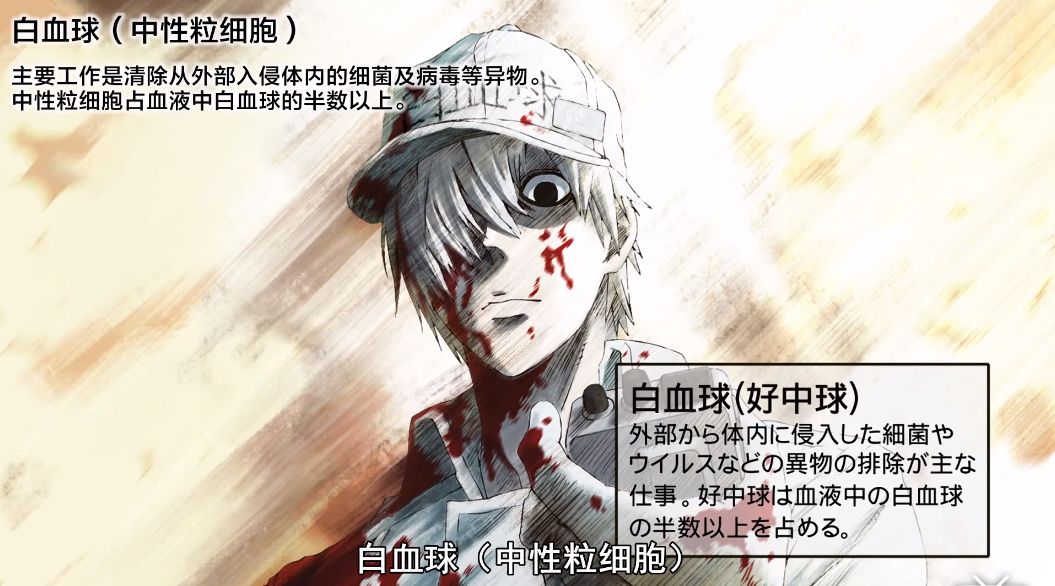 白血球（中性粒细胞）
主要工作是清除从外部入侵体内的细菌及病毒等异物。
中性粒细胞占血液中白血球的半数以上。
白血球(好中球)
外部から体内に侵入した細菌や
ウイルスなどの異物の排除が主な
仕事。好中球は血液中の白血球
の半数以上を占める。
白血球（中性粒细胞）